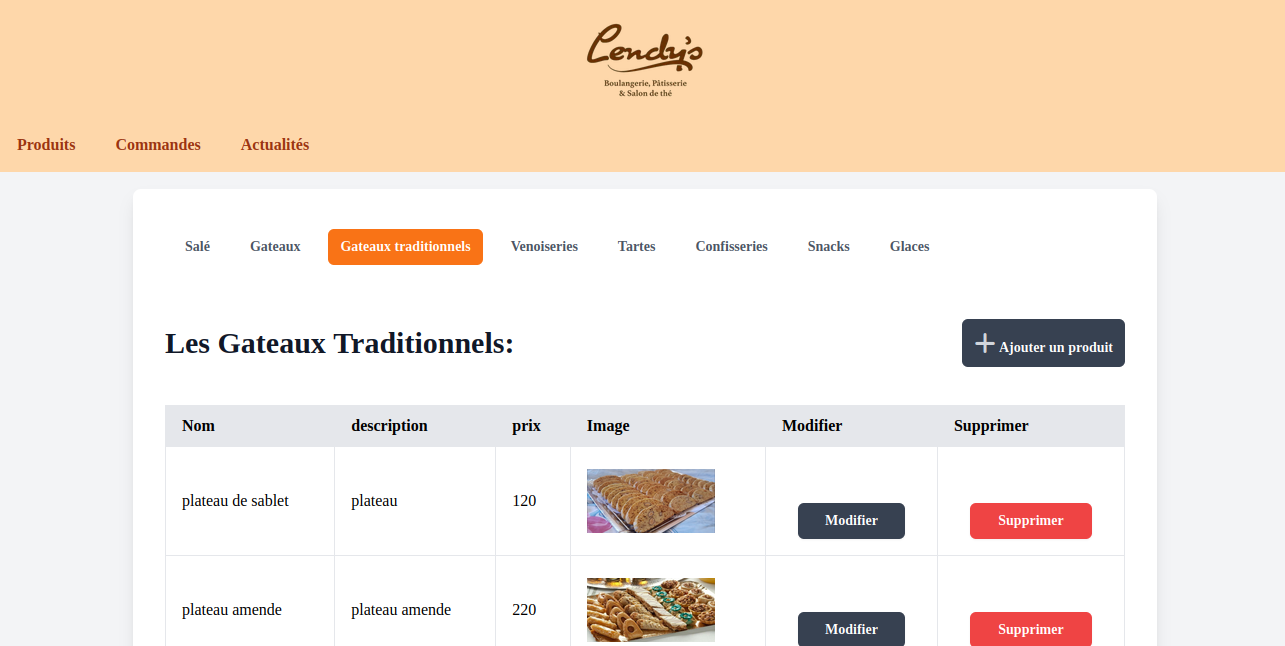 Lendy's
Boulangerie, Pâtisserie
& Salon de thé
Produits Commandes Actualités
Salé Gateaux Gateaux traditionnels Venoiseries Tartes Confisseries Snacks Glaces
Les Gateaux Traditionnels:
Ajouter un produit
Nom description prix Image Modifier Supprimer
plateau de sablet plateau 120 Modifier Supprimer
plateau amende plateau amende 220 Modifier Supprimer